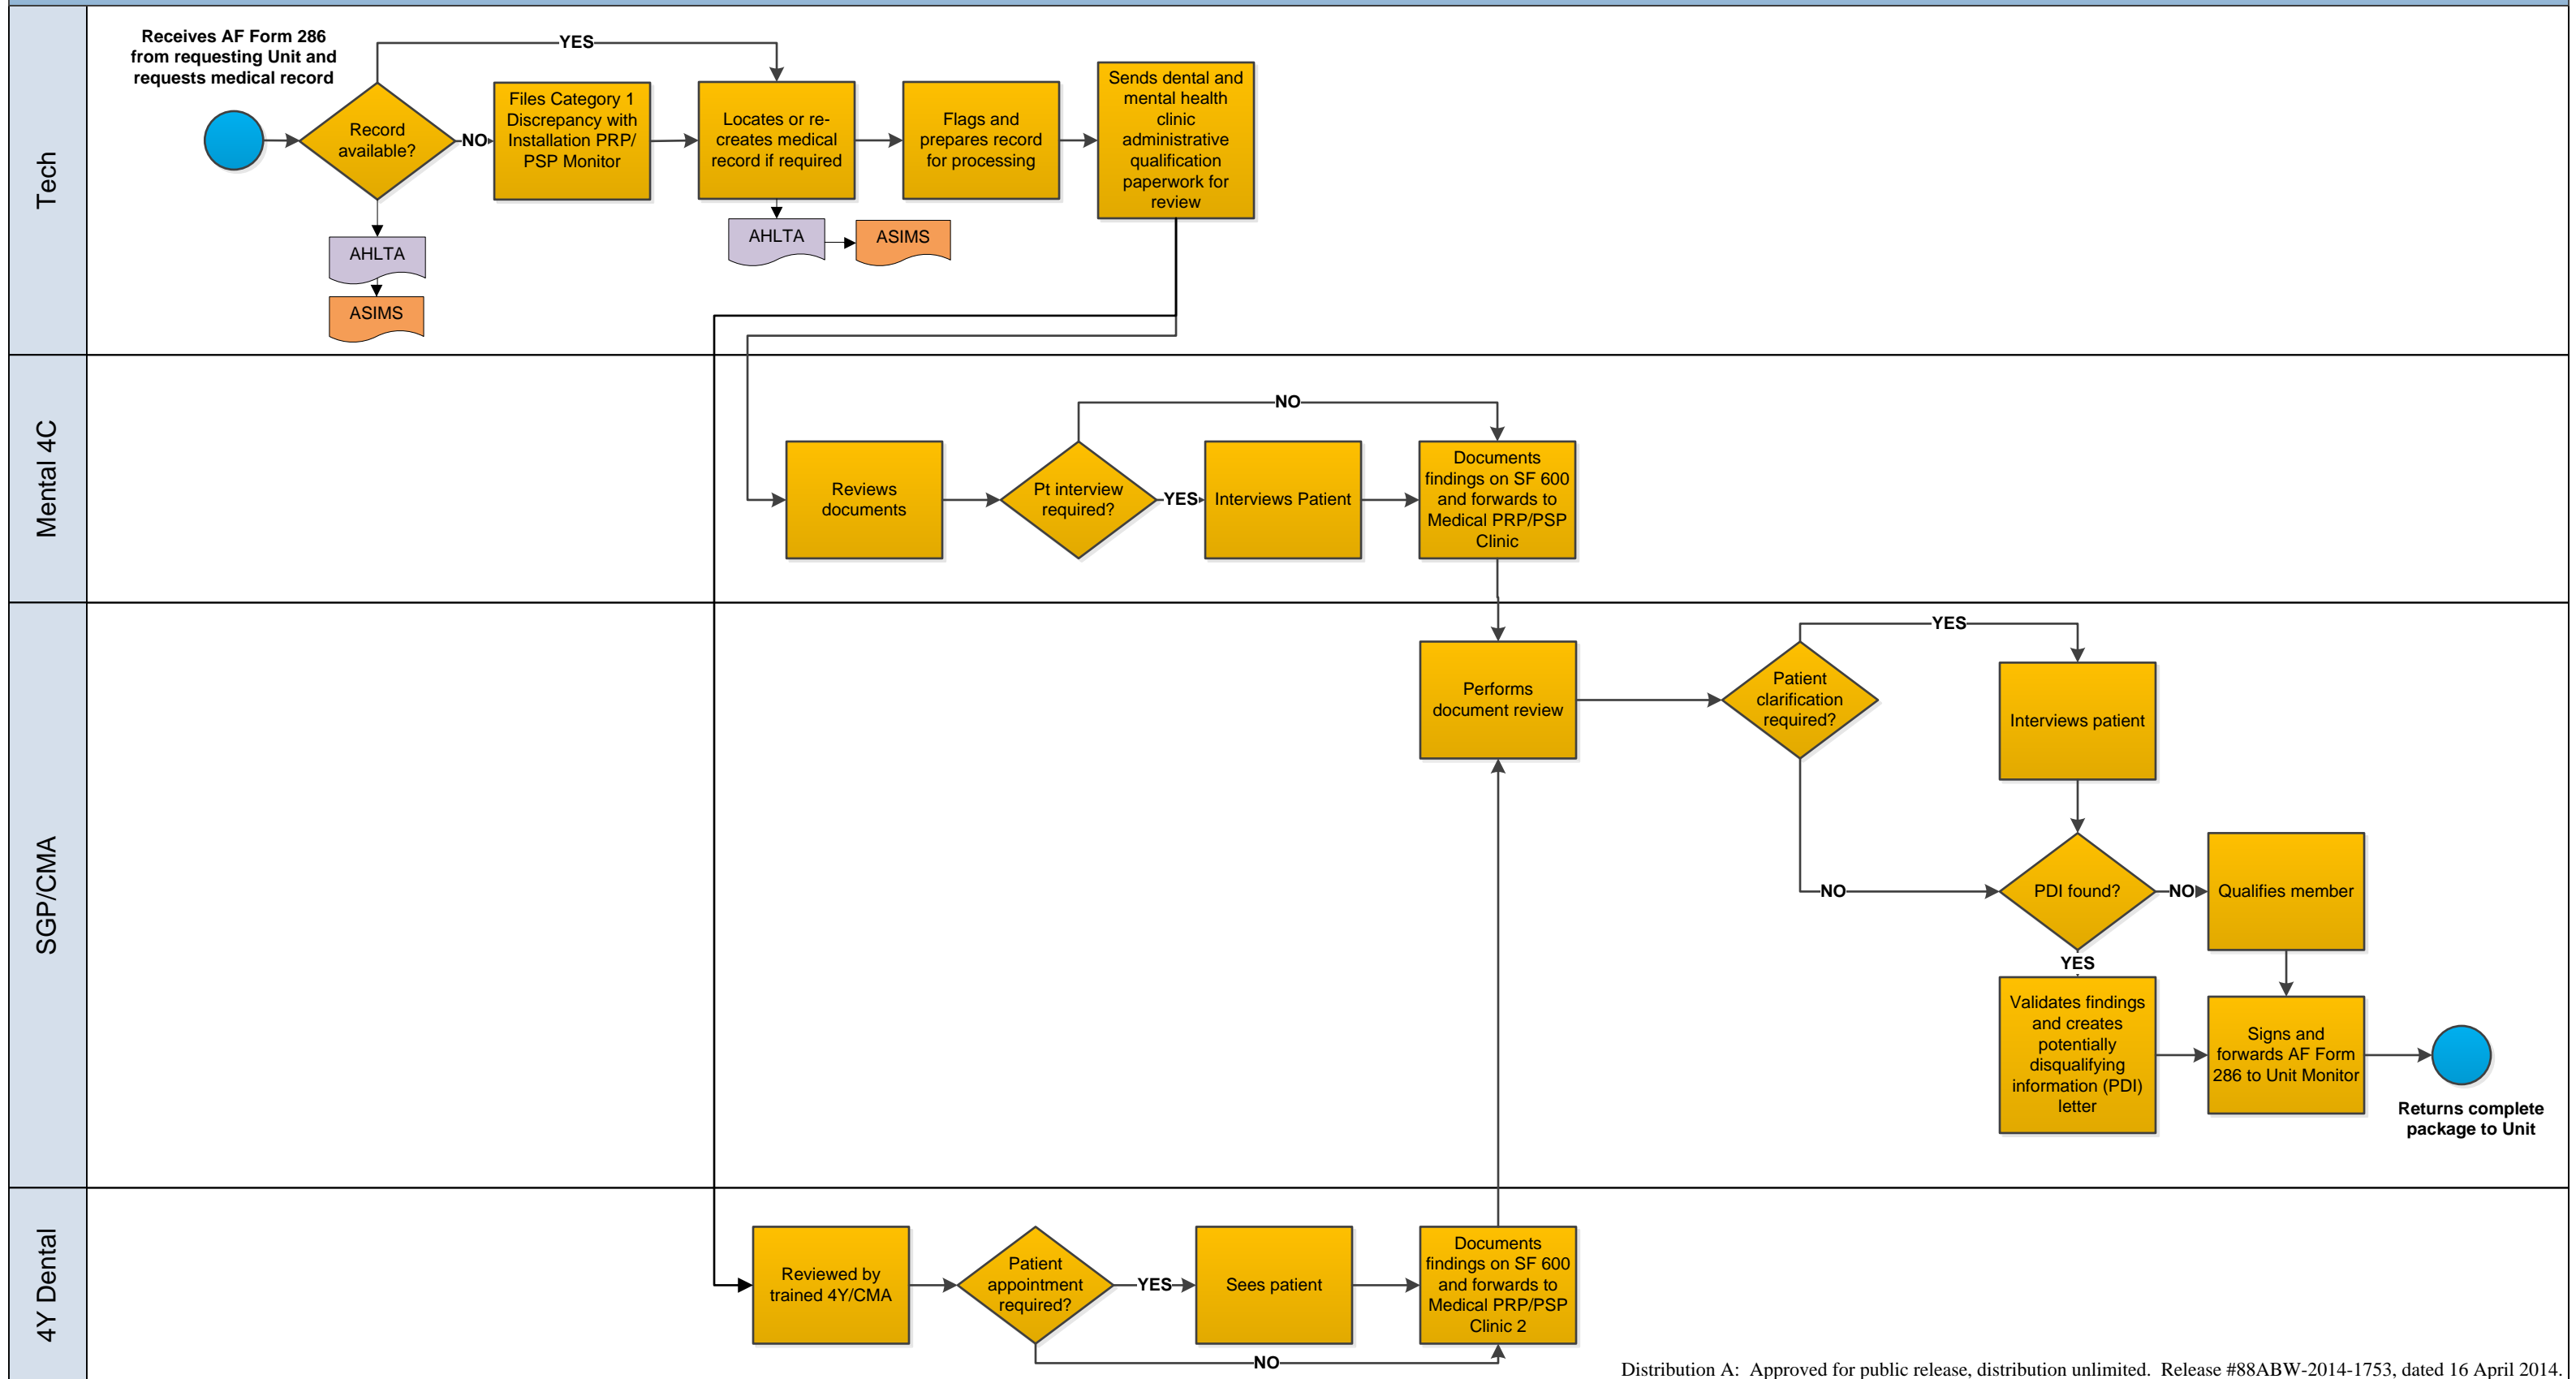 Tech
Receives AF Form 286
from requesting Unit and
requests medical record
Record
available?
YES
NO
Files Category 1
Discrepancy with
Installation PRP/
PSP Monitor
Locates or re-
creates medical
record if required
Flags and
prepares record
for processing
Sends dental and
mental health
clinic
administrative
qualification
paperwork for
review
AHLTA
ASIMS
AHLTA
ASIMS
Mental 4C
Reviews
documents
Pt interview
required?
NO
YES
Interviews Patient
Documents
findings on SF 600
and forwards to
Medical PRP/PSP
Clinic
SGP/CMA
Performs
document review
Patient
clarification
required?
YES
Interviews patient
NO
PDI found?
NO
Qualifies member
YES
Validates findings
and creates
potentially
disqualifying
information (PDI)
letter
Signs and
forwards AF Form
286 to Unit Monitor
Returns complete
package to Unit
4Y Dental
Reviewed by
trained 4Y/CMA
Patient
appointment
required?
YES
Sees patient
NO
Documents
findings on SF 600
and forwards to
Medical PRP/PSP
Clinic 2
Distribution A: Approved for public release, distribution unlimited. Release #88ABW-2014-1753, dated 16 April 2014.